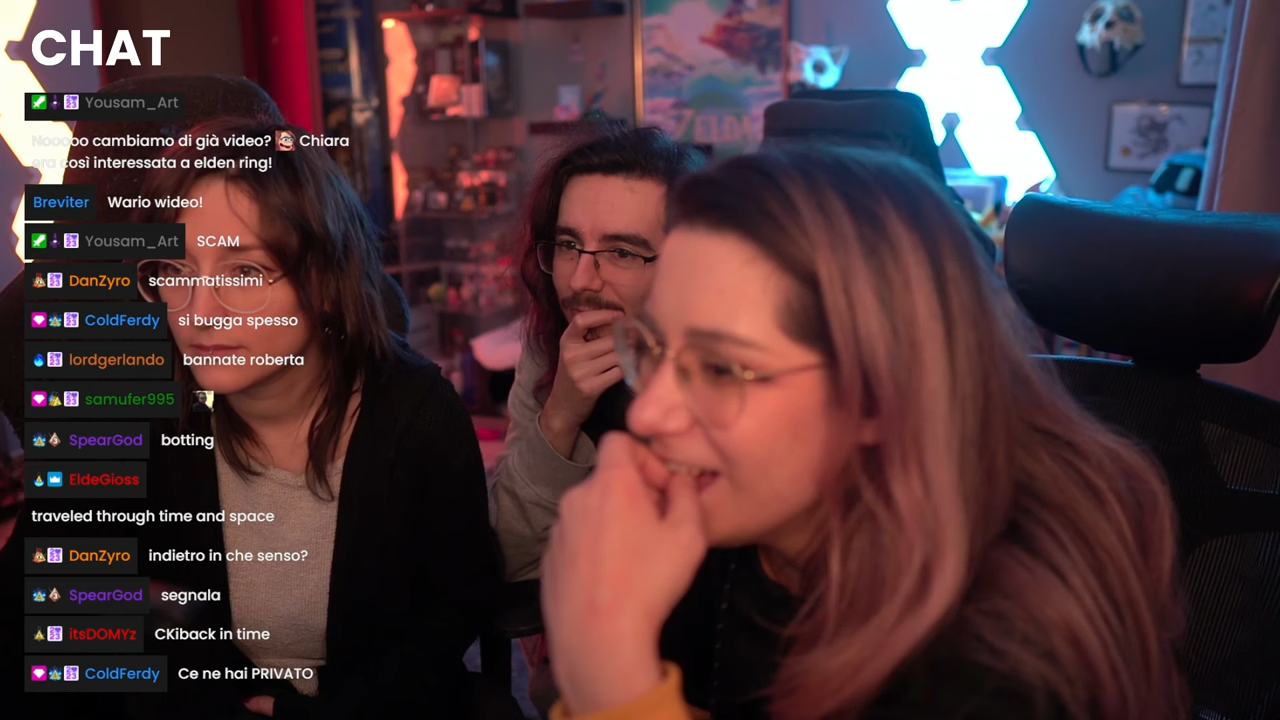 CHAT
Yousam_Art
Nooooo cambiamo di già video? Chiara
era così interessata a elden ring!
Breviter Wario wideo!
Yousam_Art SCAM
DanZyro scammatissimi
ColdFerdy si bugga spesso
lordgerlando bannate roberta
samufer995
SpearGod botting
EldeGioss
traveled through time and space
DanZyro indietro in che senso?
SpearGod segnala
itsDOMYz CKiback in time
ColdFerdy Ce ne hai PRIVATO
ZELDA